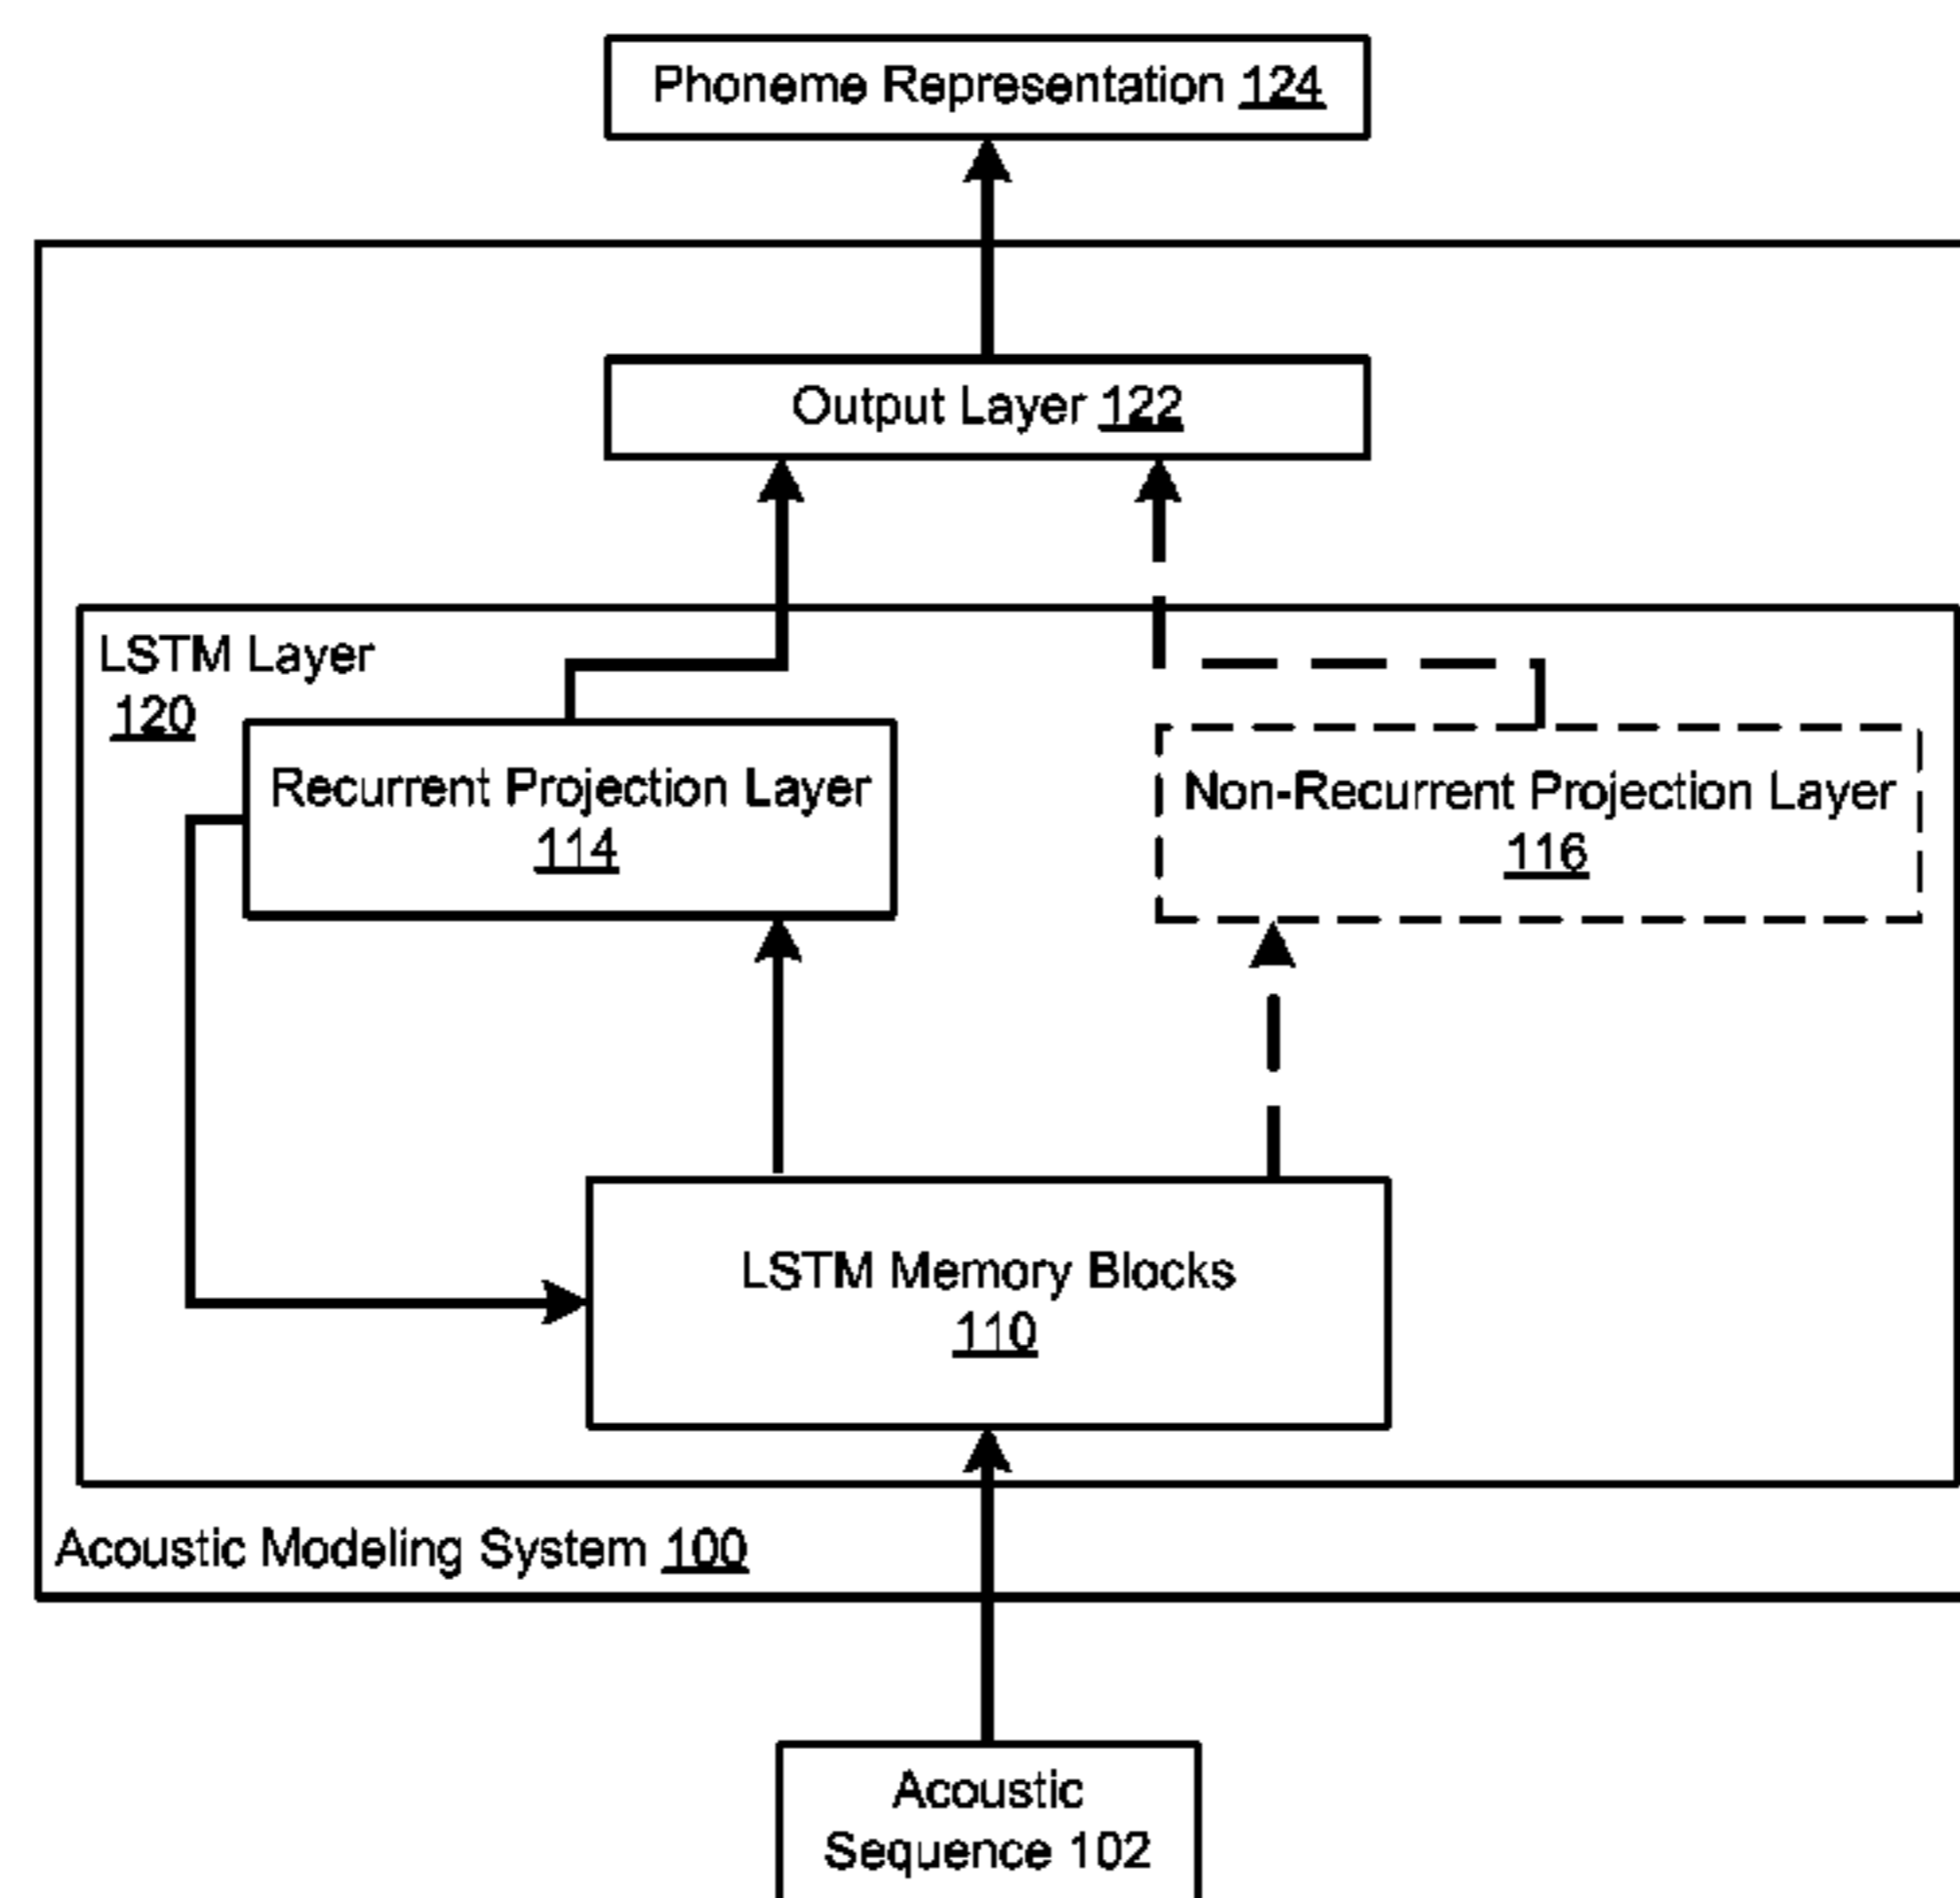 Phoneme Representation 124
Output Layer 122
LSTM Layer
120
Recurrent Projection Layer
114
Non-Recurrent Projection Layer
116
LSTM Memory Blocks
110
Acoustic Modeling System 100
Acoustic
Sequence 102